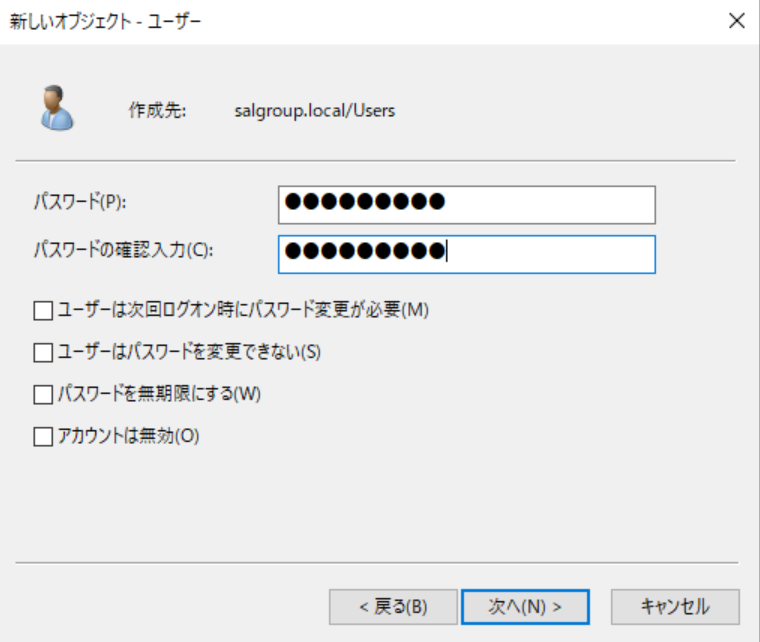 新しいオブジェクト - ユーザー
作成先: salgroup.local/Users
パスワード(P): ●●●●●●●●●
パスワードの確認入力(C): ●●●●●●●●●
ユーザーは次回ログオン時にパスワード変更が必要(M)
ユーザーはパスワードを変更できない(S)
パスワードを無期限にする(W)
アカウントは無効(O)
< 戻る(B) 次へ(N) > キャンセル